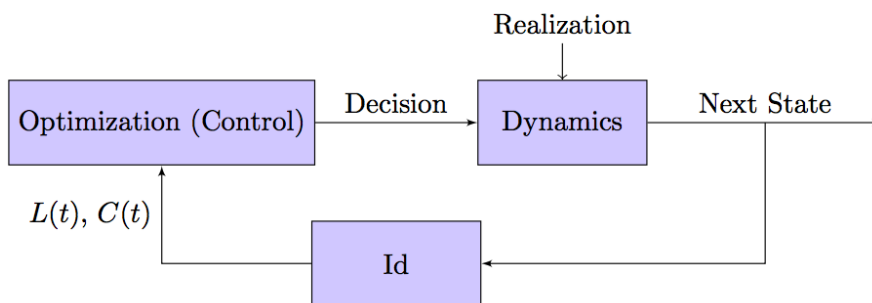 Realization
Optimization (Control)
Decision
Dynamics
Next State
L(t), C(t)
Id